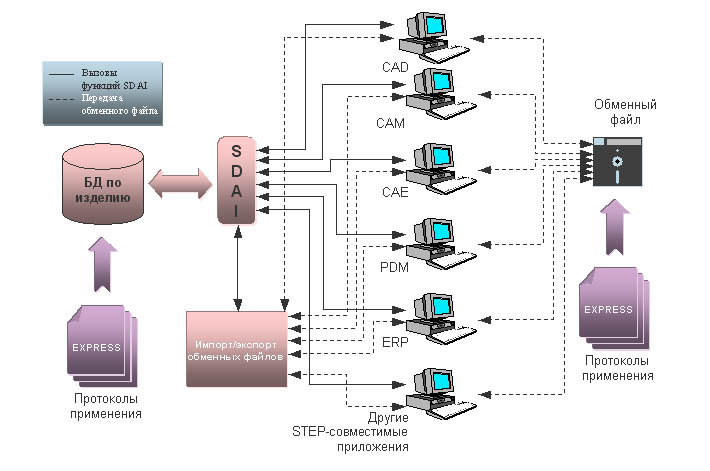 Вызовы
функций SDAI
Передача
обменного файла
БД по
изделию
S
D
A
I
CAD
CAM
CAE
PDM
ERP
Другие
STEP-совместимые
приложения
Обменный
файл
Импорт/экспорт
обменных файлов
EXPRESS
Протоколы
применения
EXPRESS
Протоколы
применения